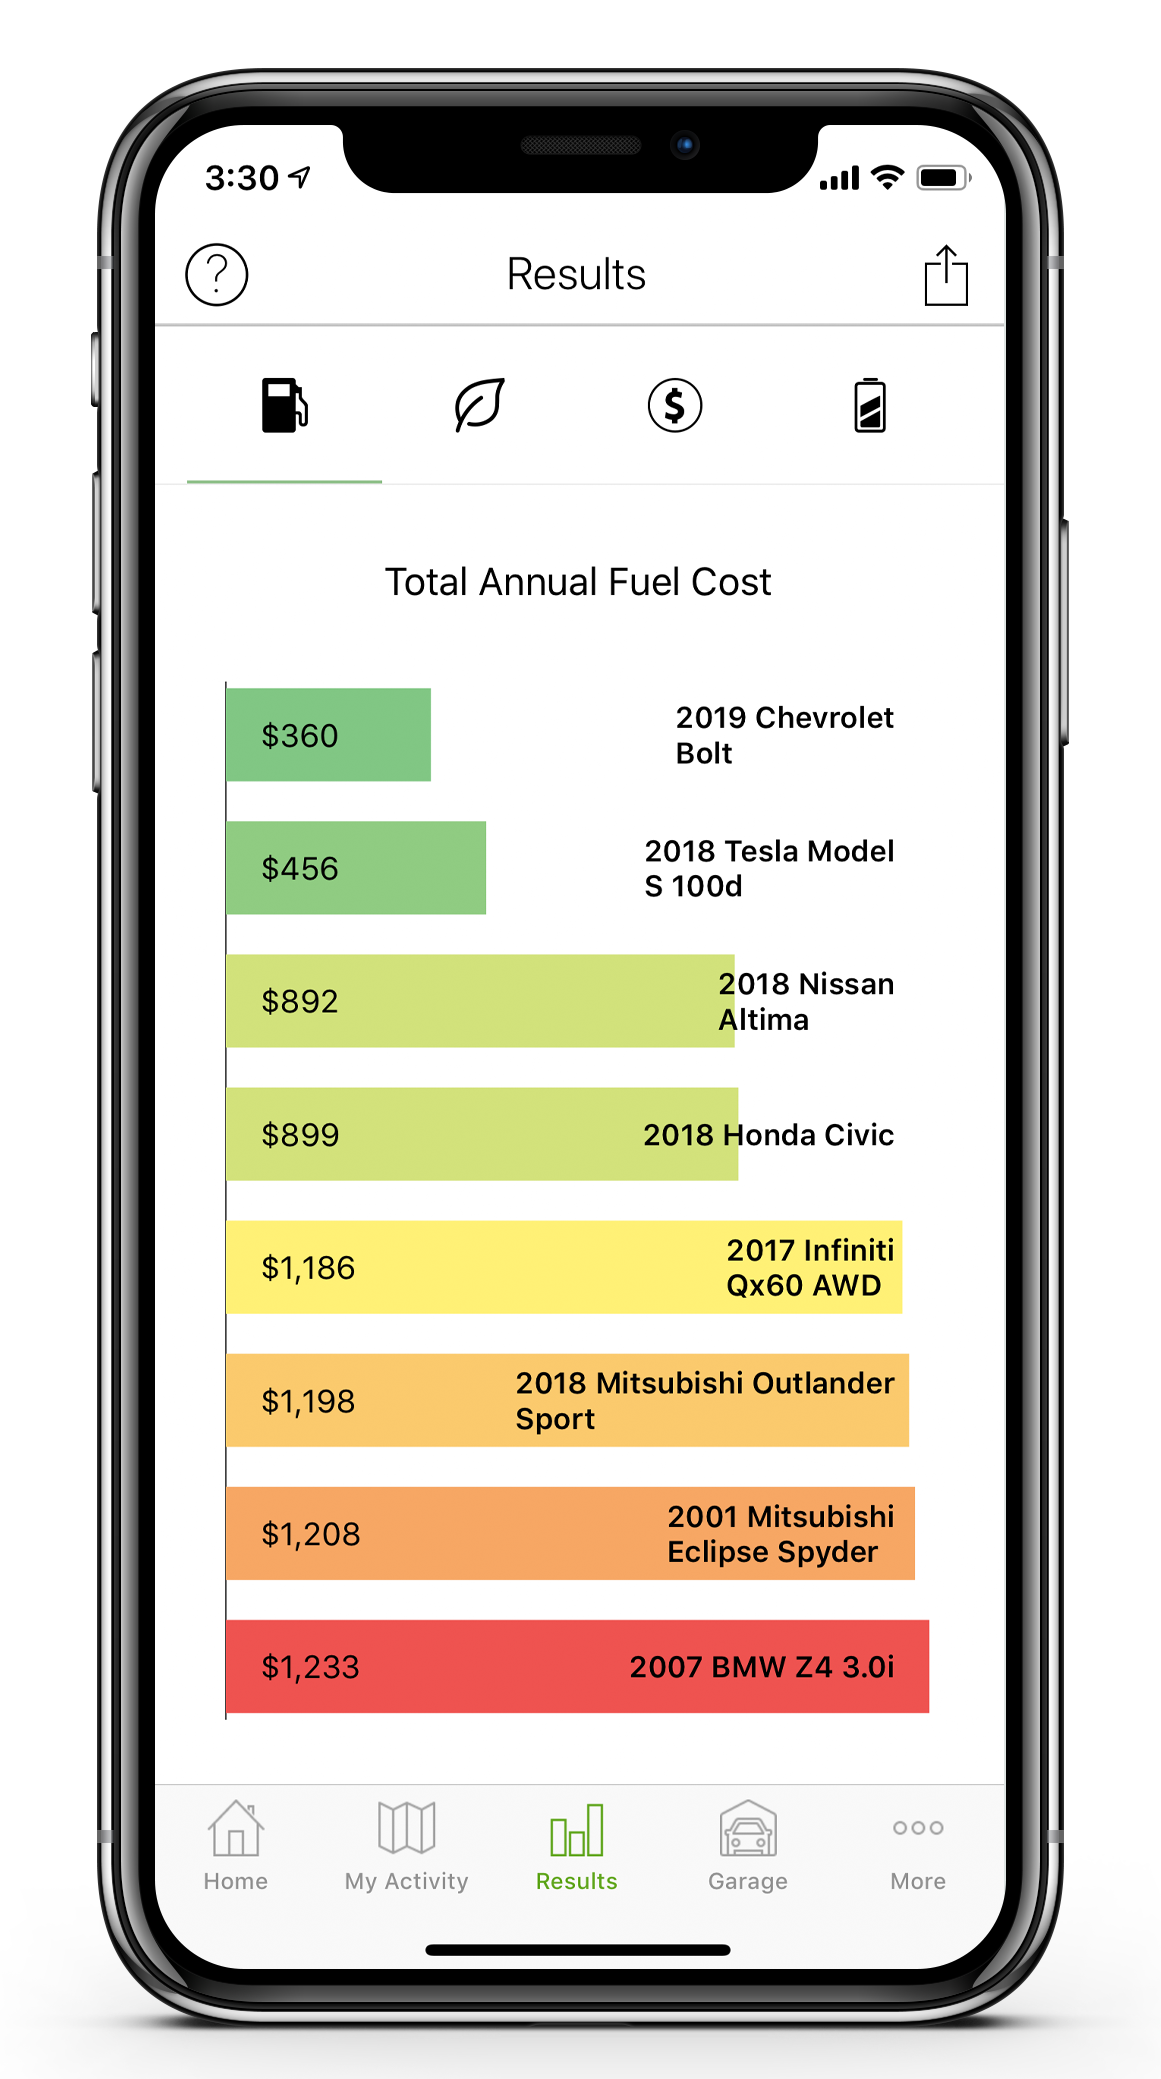 3:30
?
Results
$
Total Annual Fuel Cost
$360
2019 Chevrolet
Bolt
$456
2018 Tesla Model
S 100d
$892
2018 Nissan
Altima
$899
2018 Honda Civic
$1,186
2017 Infiniti
Qx60 AWD
$1,198
2018 Mitsubishi Outlander
Sport
$1,208
2001 Mitsubishi
Eclipse Spyder
$1,233
2007 BMW Z4 3.0i
Home
My Activity
Results
Garage
More